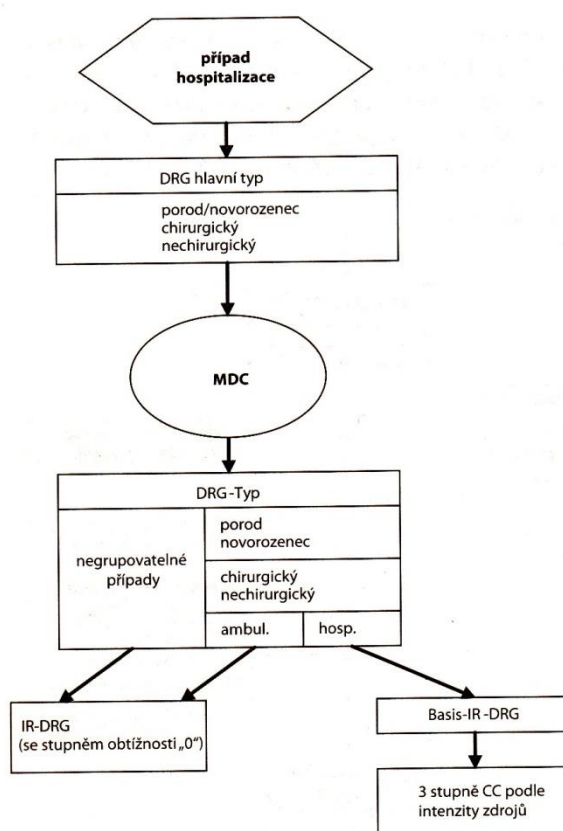 případ
hospitalizace
DRG hlavní typ
porod/novorozenec
chirurgický
nechirurgický
MDC
DRG-Typ
negrupovatelné
případy
porod
novorozenec
chirurgický
nechirurgický
ambul.
hosp.
IR-DRG
(se stupněm obtížnosti „0“)
Basis-IR-DRG
3 stupně CC podle
intenzity zdrojů